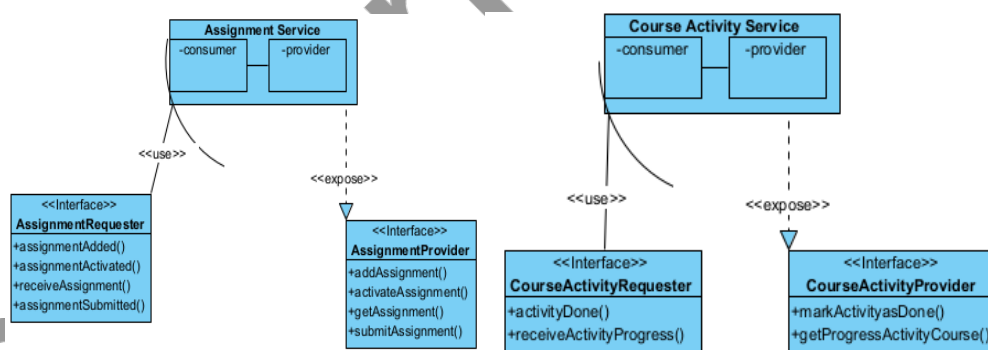 Assignment Service
-consumer
-provider
<<use>>
<<expose>>
<<Interface>>
AssignmentRequester
+assignmentAdded()
+assignmentActivated()
+receiveAssignment()
+assignmentSubmitted()
<<Interface>>
AssignmentProvider
+addAssignment()
+activateAssignment()
+getAssignment()
+submitAssignment()
Course Activity Service
-consumer
-provider
<<use>>
<<expose>>
<<Interface>>
CourseActivityRequester
+activityDone()
+receiveActivityProgress()
<<Interface>>
CourseActivityProvider
+markActivityasDone()
+getProgressActivityCourse()